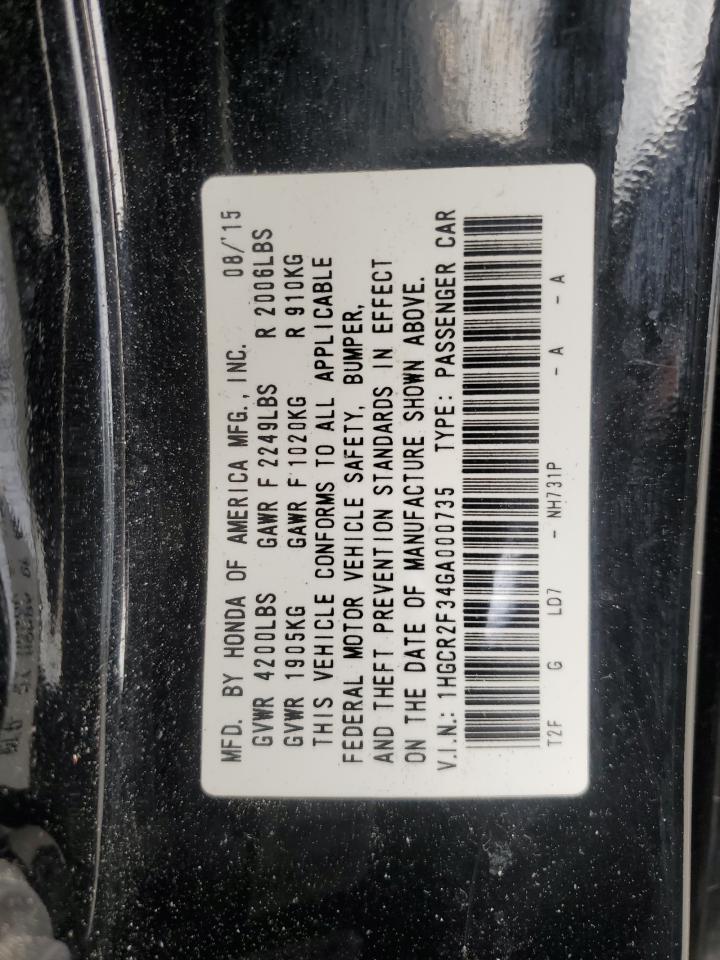 MFD. BY HONDA OF AMERICA MFG., INC. 08/'15
GVWR 4200LBS GAWR F 2249LBS R 2006LBS
GVWR 1905KG GAWR F 1020KG R 910KG
THIS VEHICLE CONFORMS TO ALL APPLICABLE
FEDERAL MOTOR VEHICLE SAFETY, BUMPER,
AND THEFT PREVENTION STANDARDS IN EFFECT
ON THE DATE OF MANUFACTURE SHOWN ABOVE.
V.I.N.: 1HGCR2F34GA000735 TYPE: PASSENGER CAR
T2F G LD7 - NH731P - A - A